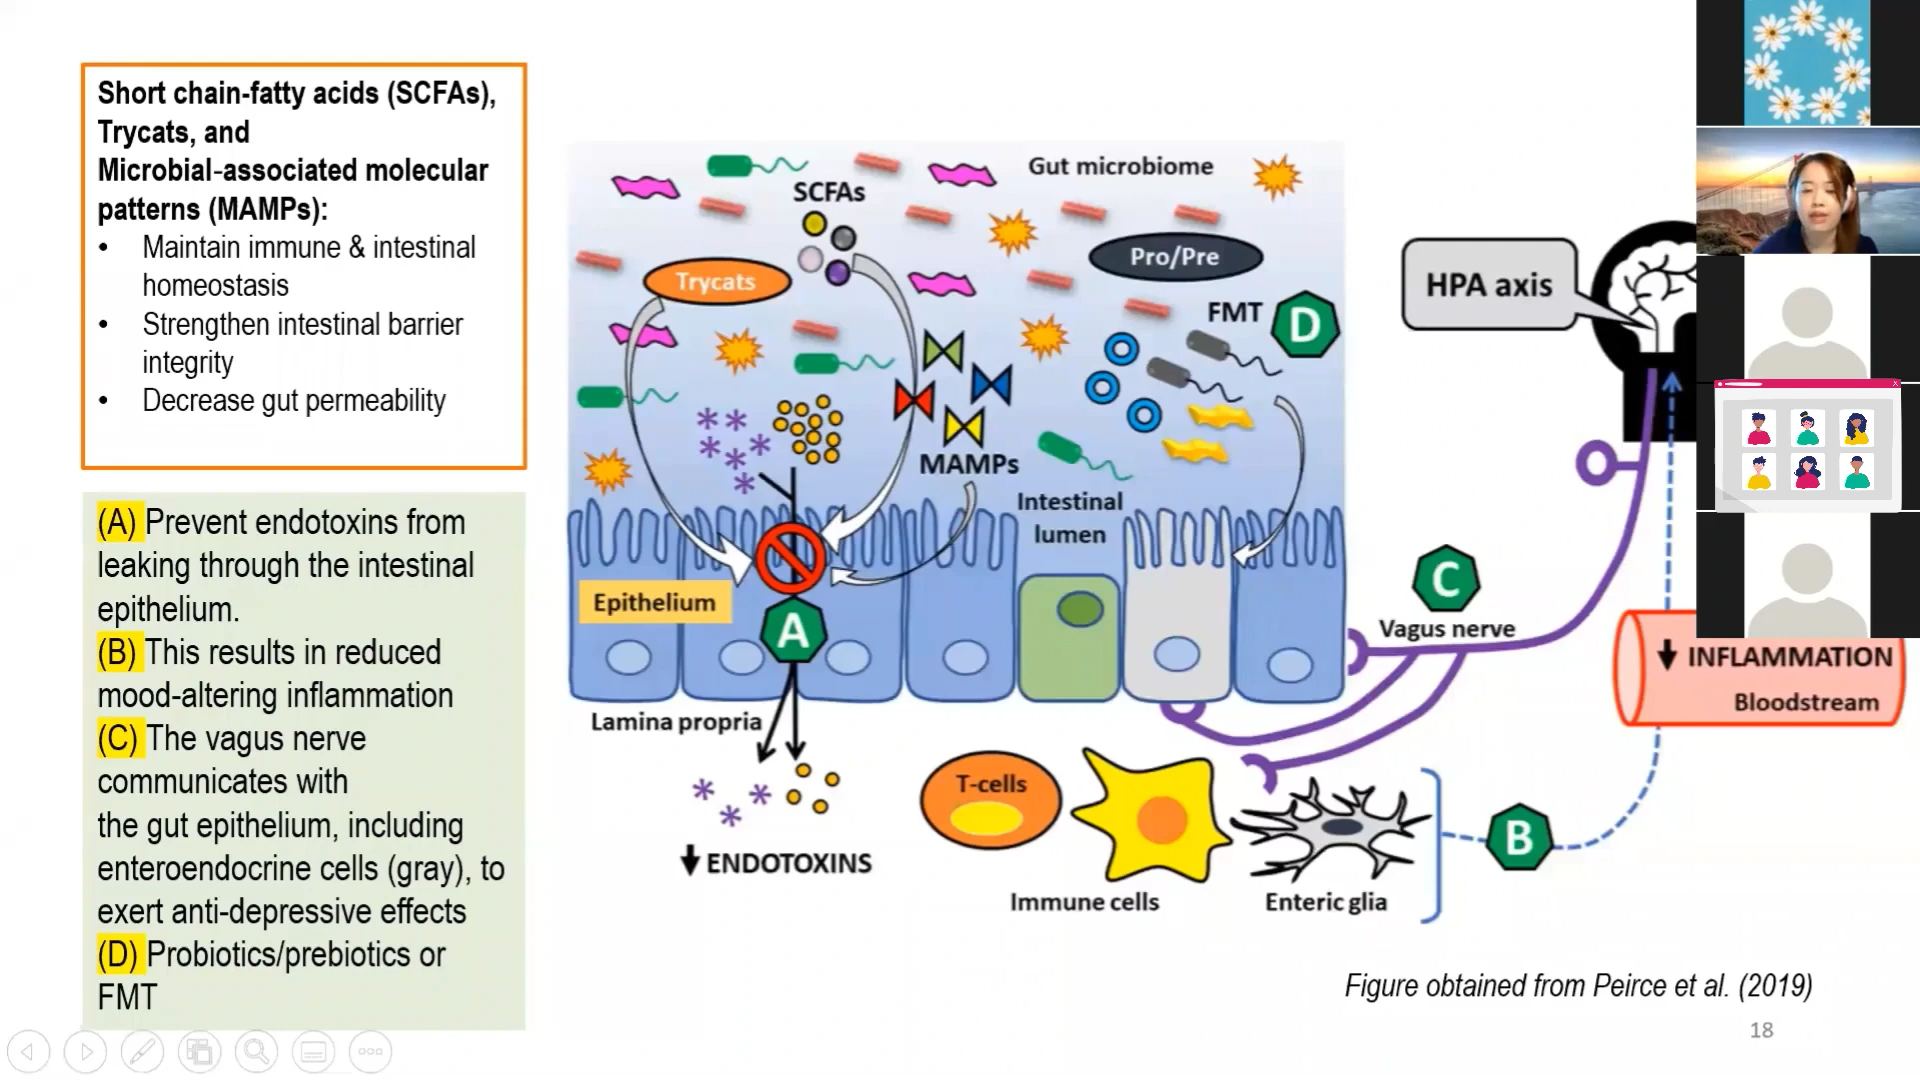 Short chain-fatty acids (SCFAs),
Trycats, and
Microbial-associated molecular
patterns (MAMPs):
• Maintain immune & intestinal
homeostasis
• Strengthen intestinal barrier
integrity
• Decrease gut permeability
(A) Prevent endotoxins from
leaking through the intestinal
epithelium.
(B) This results in reduced
mood-altering inflammation
(C) The vagus nerve
communicates with
the gut epithelium, including
enteroendocrine cells (gray), to
exert anti-depressive effects
(D) Probiotics/prebiotics or
FMT
Gut microbiome
SCFAs
Trycats
Pro/Pre
FMT
D
MAMPs
Intestinal
lumen
Epithelium
A
Lamina propria
ENDOTOXINS
T-cells
Immune cells
Enteric glia
B
C
Vagus nerve
HPA axis
INFLAMMATION
Bloodstream
Figure obtained from Peirce et al. (2019)
18